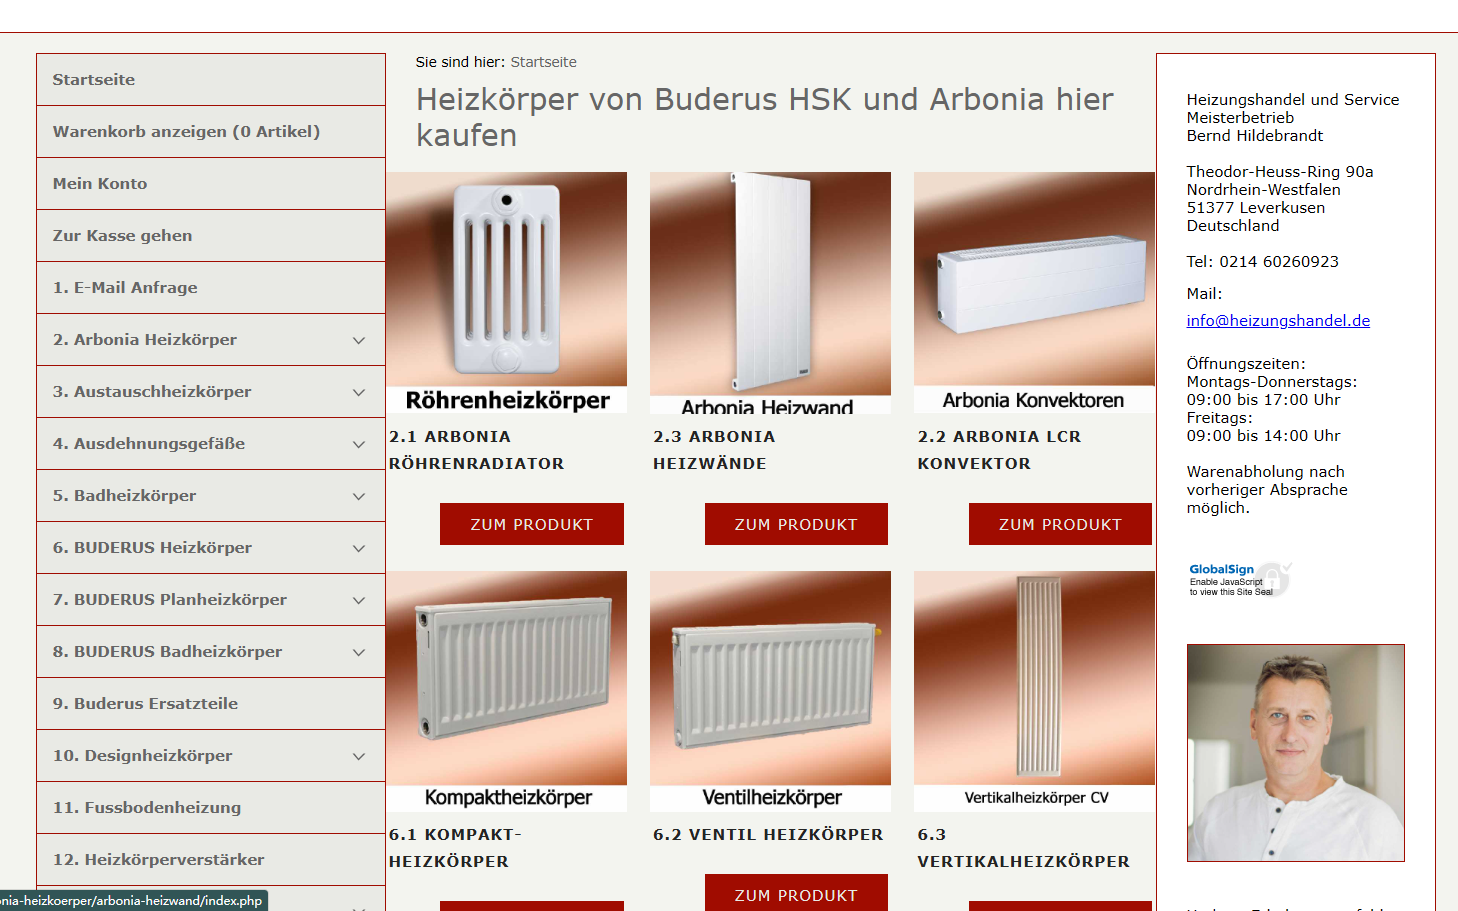 Startseite
Warenkorb anzeigen (0 Artikel)
Mein Konto
Zur Kasse gehen
1. E-Mail Anfrage
2. Arbonia Heizkörper
3. Austauschheizkörper
4. Ausdehnungsgefäße
5. Badheizkörper
6. BUDERUS Heizkörper
7. BUDERUS Planheizkörper
8. BUDERUS Badheizkörper
9. Buderus Ersatzteile
10. Designheizkörper
11. Fussbodenheizung
12. Heizkörperverstärker
nia-heizkoerper/arbonia-heizwand/index.php
Sie sind hier: Startseite
Heizkörper von Buderus HSK und Arbonia hier
kaufen
Röhrenheizkörper
2.1 ARBONIA
RÖHRENRADIATOR
ZUM PRODUKT
Arbonia Heizwand
2.3 ARBONIA
HEIZWÄNDE
ZUM PRODUKT
Arbonia Konvektoren
2.2 ARBONIA LCR
KONVEKTOR
ZUM PRODUKT
Kompaktheizkörper
6.1 KOMPAKT-
HEIZKÖRPER
Ventilheizkörper
6.2 VENTIL HEIZKÖRPER
ZUM PRODUKT
Vertikalheizkörper CV
6.3
VERTIKALHEIZKÖRPER
Heizungshandel und Service
Meisterbetrieb
Bernd Hildebrandt
Theodor-Heuss-Ring 90a
Nordrhein-Westfalen
51377 Leverkusen
Deutschland
Tel: 0214 60260923
Mail:
info@heizungshandel.de
Öffnungszeiten:
Montags-Donnerstags:
09:00 bis 17:00 Uhr
Freitags:
09:00 bis 14:00 Uhr
Warenabholung nach
vorheriger Absprache
möglich.
GlobalSign
Enable JavaScript
to view this Site Seal